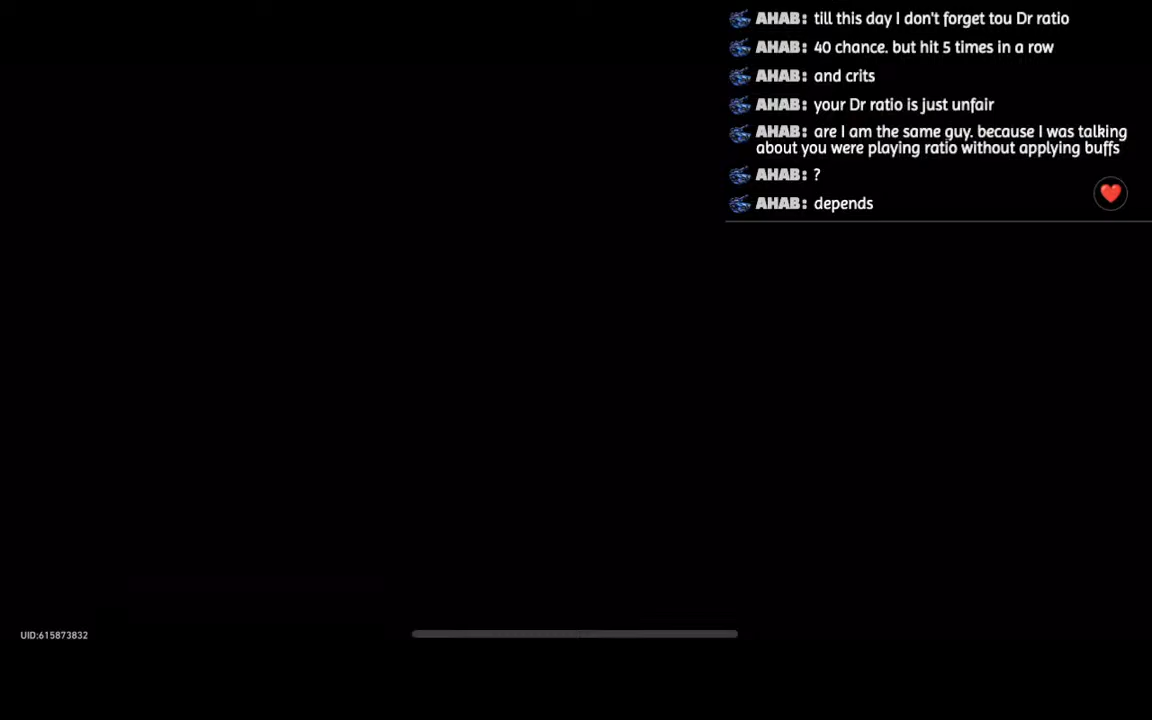 AHAB: till this day I don't forget tou Dr ratio
AHAB: 40 chance. but hit 5 times in a row
AHAB: and crits
AHAB: your Dr ratio is just unfair
AHAB: are I am the same guy. because I was talking
about you were playing ratio without applying buffs
AHAB: ?
AHAB: depends
UID:615873832